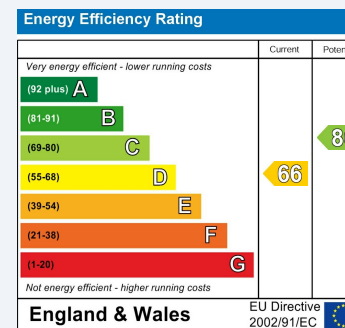 Energy Efficiency Rating
Current
Very energy efficient - lower running costs
(92 plus) A
(81-91) B
(69-80) C
(55-68) D
66
(39-54) E
(21-38) F
(1-20) G
Not energy efficient - higher running costs
England & Wales
EU Directive
2002/91/EC